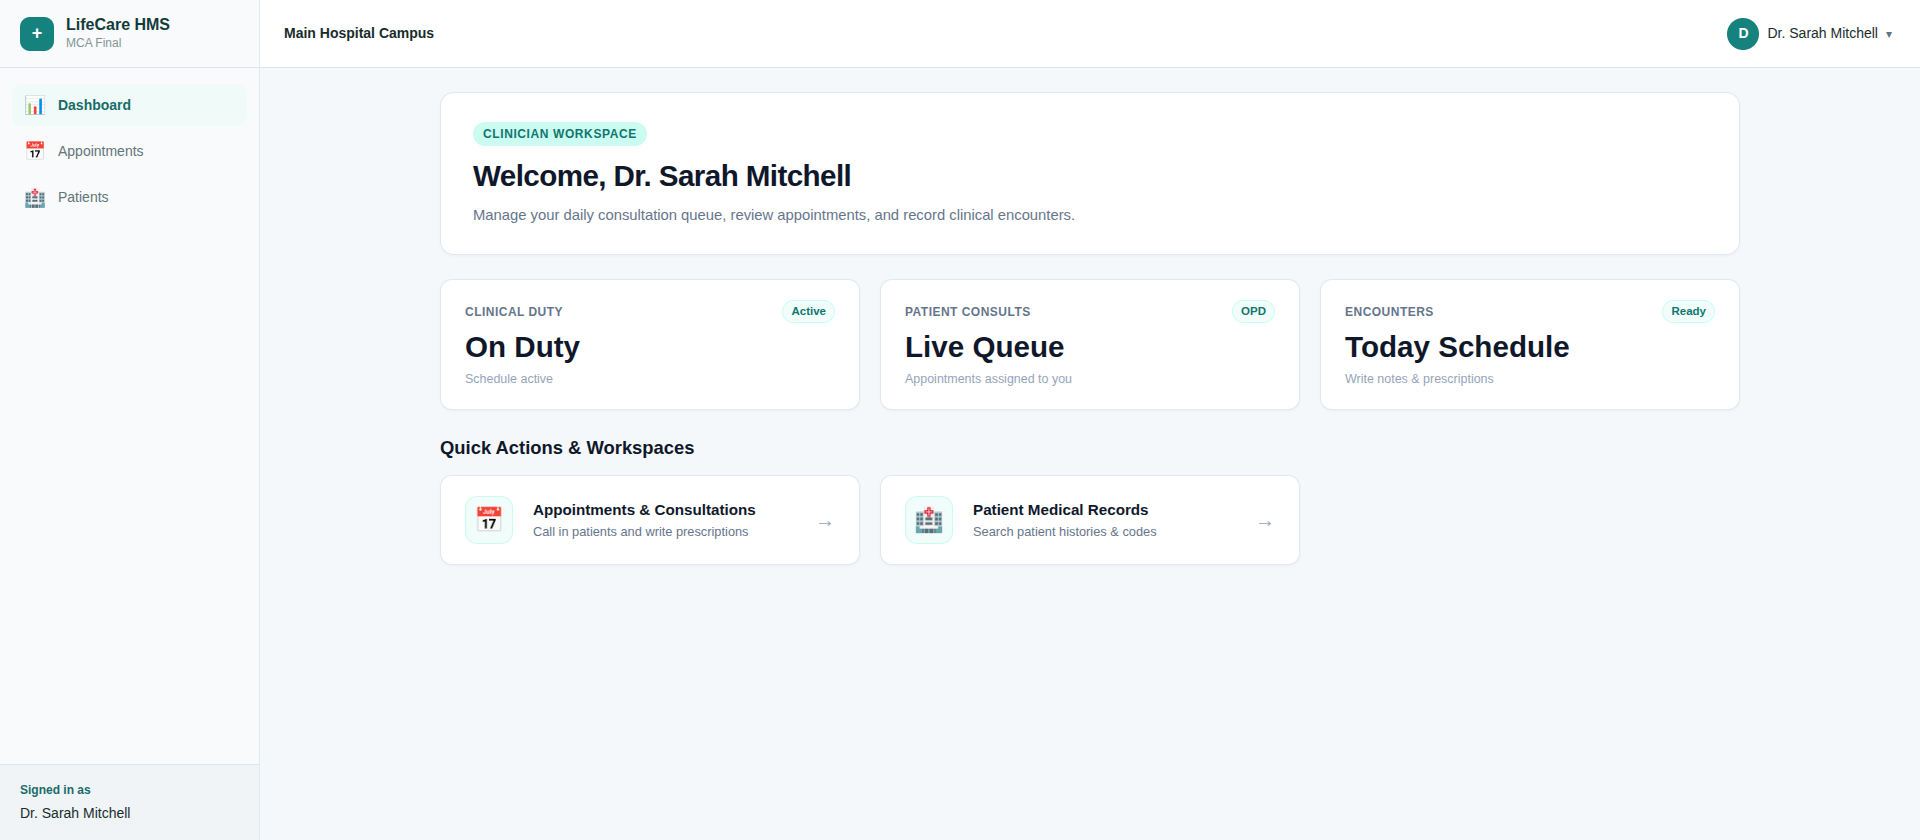 +
LifeCare HMS
MCA Final
Dashboard
Appointments
Patients
Signed in as
Dr. Sarah Mitchell
Main Hospital Campus
D
Dr. Sarah Mitchell ▾
CLINICIAN WORKSPACE
Welcome, Dr. Sarah Mitchell
Manage your daily consultation queue, review appointments, and record clinical encounters.
CLINICAL DUTY
Active
On Duty
Schedule active
PATIENT CONSULTS
OPD
Live Queue
Appointments assigned to you
ENCOUNTERS
Ready
Today Schedule
Write notes & prescriptions
Quick Actions & Workspaces
Appointments & Consultations
Call in patients and write prescriptions
→
Patient Medical Records
Search patient histories & codes
→